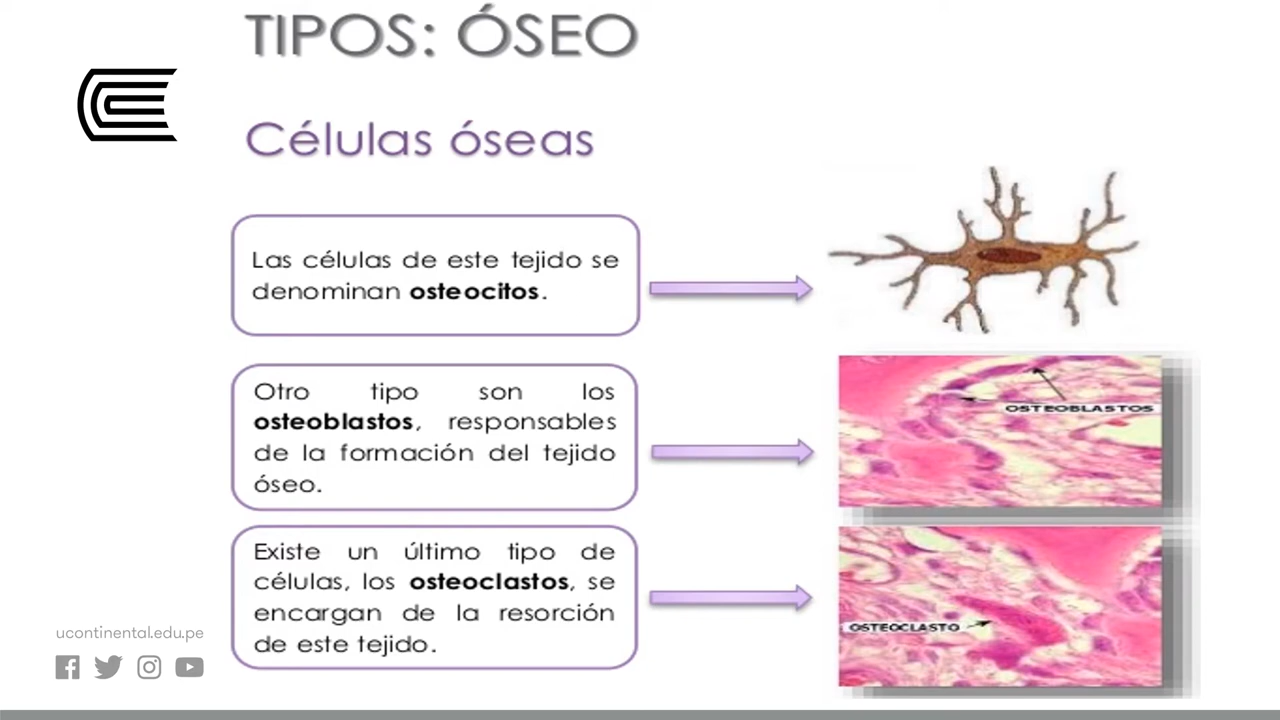 TIPOS: ÓSEO
Células óseas
Las células de este tejido se
denominan osteocitos.
Otro tipo son los
osteoblastos, responsables
de la formación del tejido
óseo.
OSTEOBLASTOS
Existe un último tipo de
células, los osteoclastos, se
encargan de la resorción
de este tejido.
OSTEOCLASTO
ucontinental.edu.pe